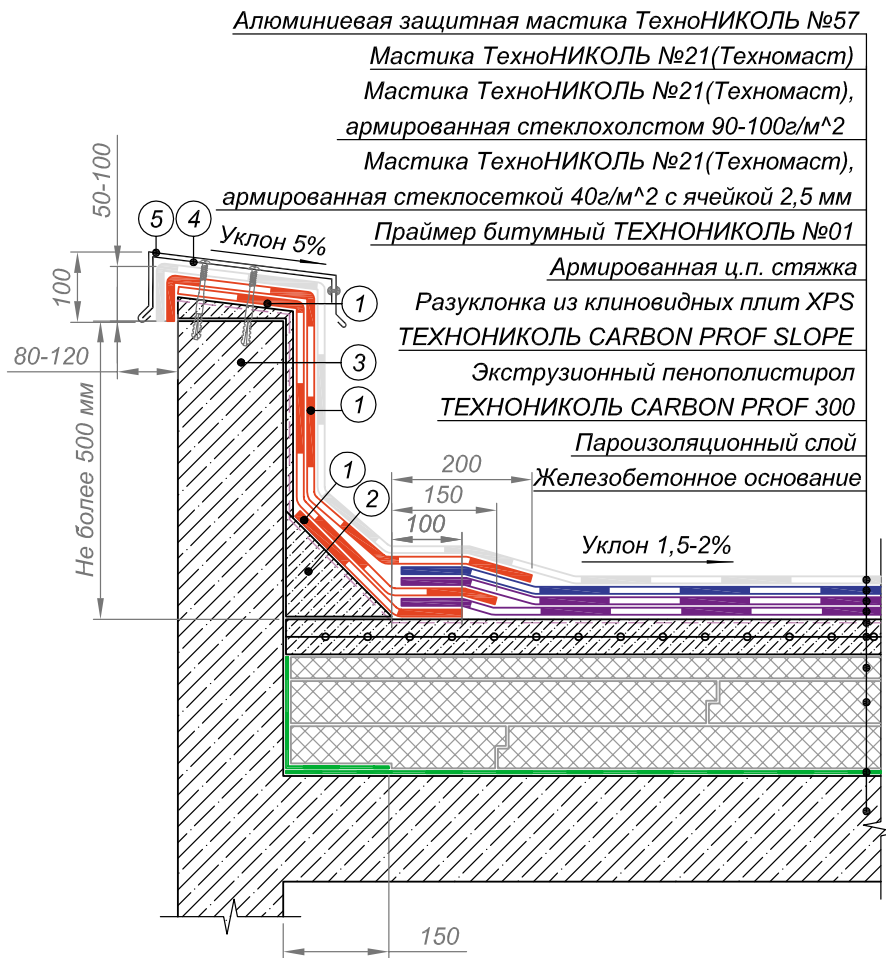 Алюминиевая защитная мастика ТехноНИКОЛЬ №57
Мастика ТехноНИКОЛЬ №21(Техномаст)
Мастика ТехноНИКОЛЬ №21(Техномаст),
армированная стеклохолстом 90-100г/м^2
Мастика ТехноНИКОЛЬ №21(Техномаст),
армированная стеклосеткой 40г/м^2 с ячейкой 2,5 мм
Праймер битумный ТЕХНОНИКОЛЬ №01
Армированная ц.п. стяжка
Разуклонка из клиновидных плит XPS
ТЕХНОНИКОЛЬ CARBON PROF SLOPE
Экструзионный пенополистирол
ТЕХНОНИКОЛЬ CARBON PROF 300
Пароизоляционный слой
Железобетонное основание
50-100
5
4
Уклон 5%
100
1
80-120
3
1
Не более 500 мм
1
2
200
150
100
Уклон 1,5-2%
150